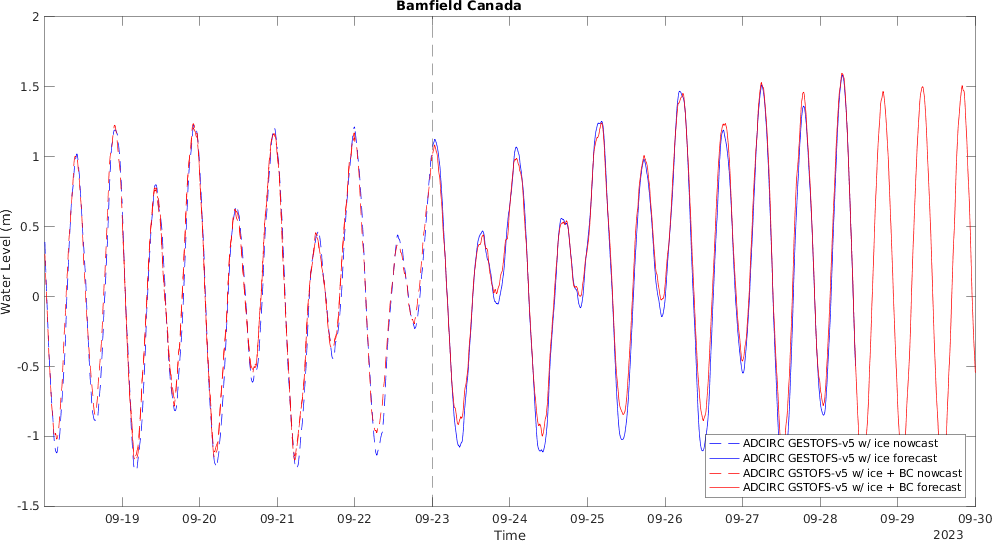 Bamfield Canada
2
1.5
1
0.5
0
-0.5
-1
-1.5
Water Level (m)
ADCIRC GESTOFS-v5 w/ ice nowcast
ADCIRC GESTOFS-v5 w/ ice forecast
ADCIRC GSTOFS-v5 w/ ice + BC nowcast
ADCIRC GSTOFS-v5 w/ ice + BC forecast
09-19 09-20 09-21 09-22 09-23 09-24 09-25 09-26 09-27 09-28 09-29 09-30
Time
2023